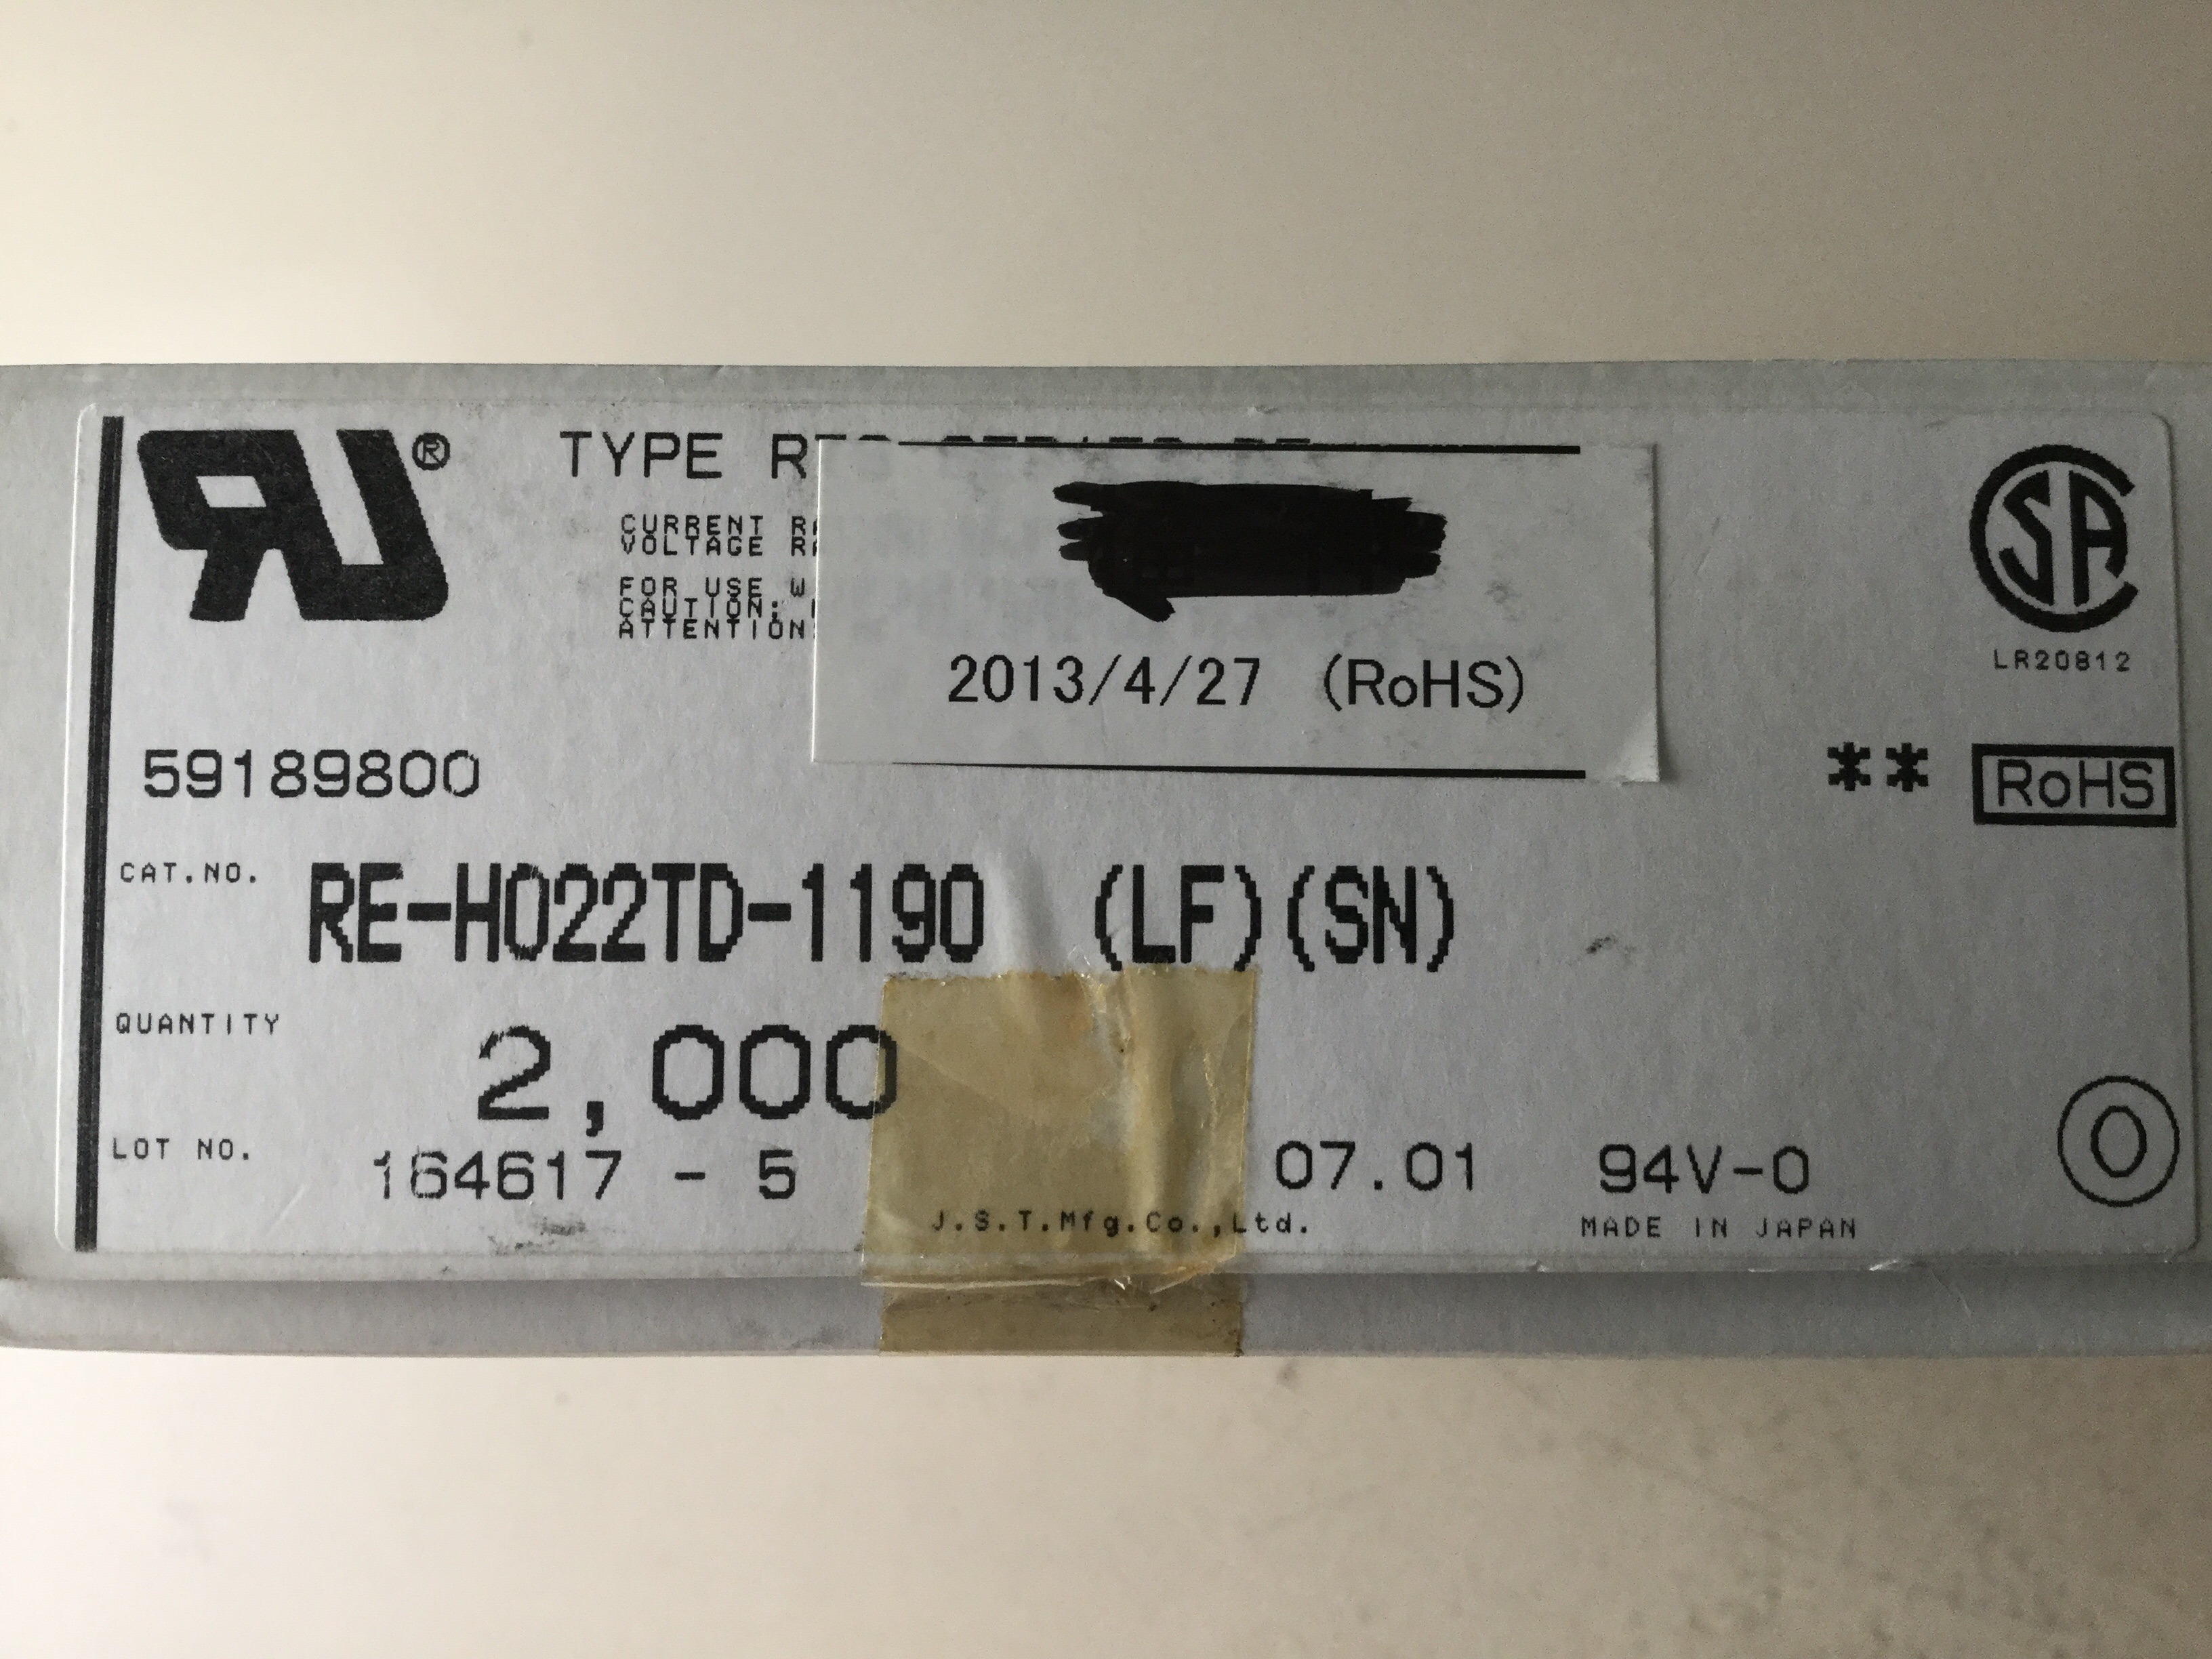 ®
TYPE R
CURRENT R
VOLTAGE R
FOR USE W
CAUTION:
ATTENTION
2013/4/27 (RoHS)
SA
LR20812
59189800
** RoHS
CAT.NO. RE-H022TD-1190 (LF)(SN)
QUANTITY 2,000
LOT NO. 164617 - 5 07.01 94V-0 0
J.S.T.Mfg.Co.,Ltd. MADE IN JAPAN